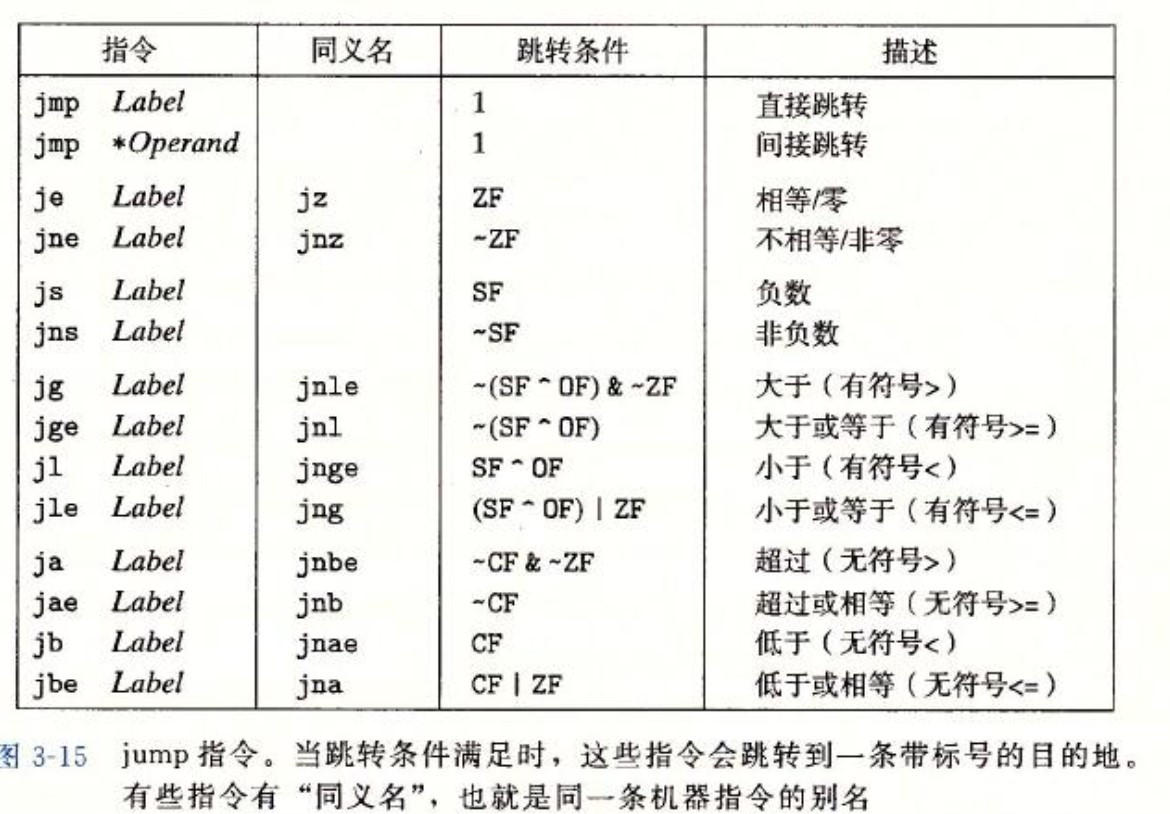 指令 同义名 跳转条件 描述
jmp Label 1 直接跳转
jmp *Operand 1 间接跳转
je Label jz ZF 相等/零
jne Label jnz ~ZF 不相等/非零
js Label SF 负数
jns Label ~SF 非负数
jg Label jnle ~(SF ^ OF) & ~ZF 大于（有符号>）
jge Label jnl ~(SF ^ OF) 大于或等于（有符号>=）
jl Label jnge SF ^ OF 小于（有符号<）
jle Label jng (SF ^ OF) | ZF 小于或等于（有符号<=）
ja Label jnbe ~CF & ~ZF 超过（无符号>）
jae Label jnb ~CF 超过或相等（无符号>=）
jb Label jnae CF 低于（无符号<）
jbe Label jna CF | ZF 低于或相等（无符号<=）
图 3-15 jump 指令。当跳转条件满足时，这些指令会跳转到一条带标号的目的地。
有些指令有“同义名”，也就是同一条机器指令的别名